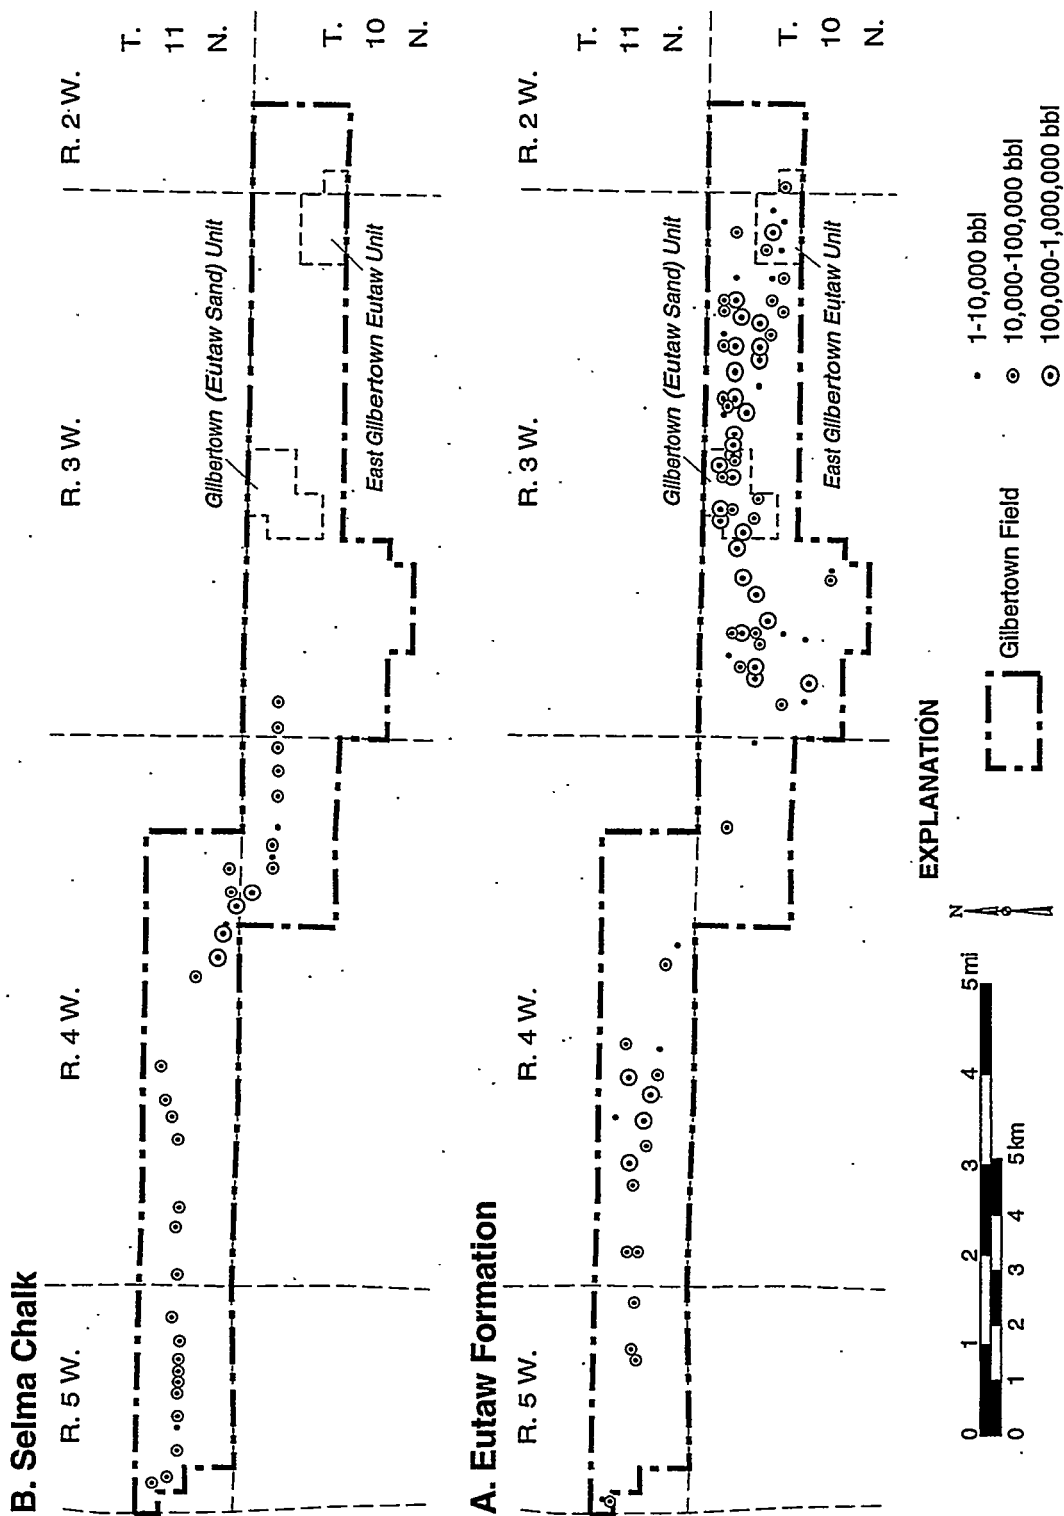 B. Selma Chalk
R. 5 W.
R. 4 W.
R. 3 W.
R. 2 W.
T.
11
N.
T.
10
N.
Gilbertown (Eutaw Sand) Unit
East Gilbertown Eutaw Unit
A. Eutaw Formation
R. 5 W.
R. 4 W.
R. 3 W.
R. 2 W.
T.
11
N.
T.
10
N.
Gilbertown (Eutaw Sand) Unit
East Gilbertown Eutaw Unit
EXPLANATION
0 1 2 3 4 5 mi
0 1 2 3 4 5 km
N
Gilbertown Field
1-10,000 bbl
10,000-100,000 bbl
100,000-1,000,000 bbl